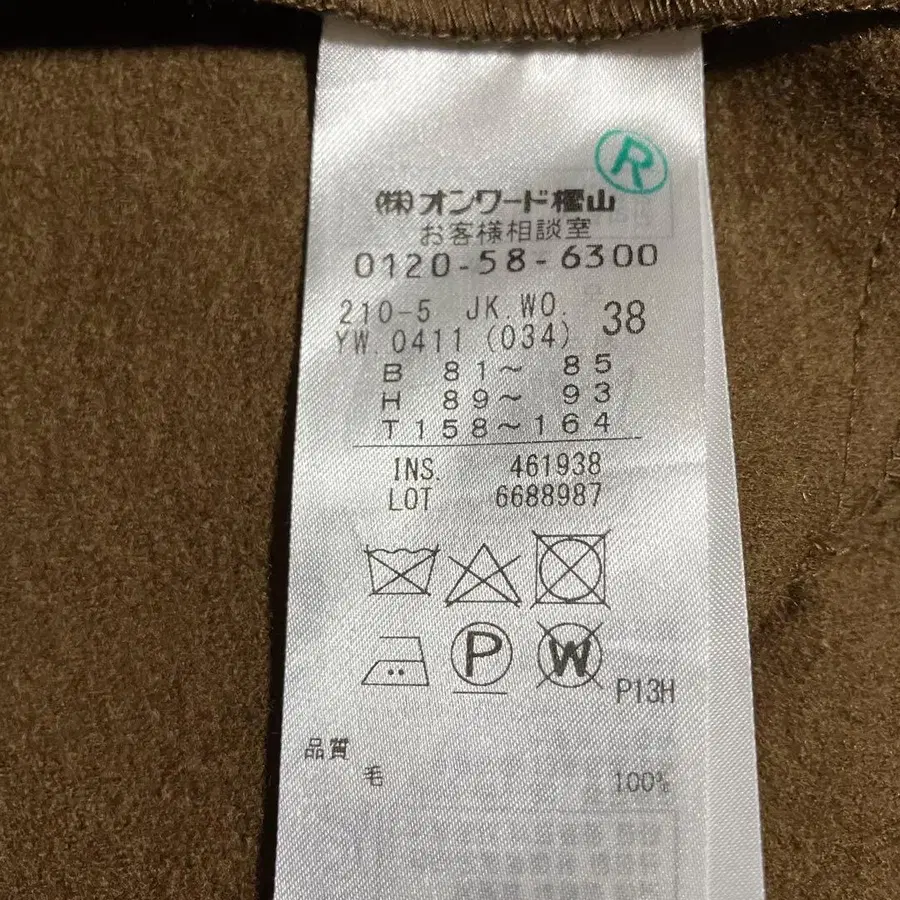 R
(株)オンワード樫山
お客様相談室
0120-58-6300
210-5 JK.WO. 38
YW.0411 (034)
B 81～ 85
H 89～ 93
T158～164
INS. 461938
LOT 6688987
P W
P13H
品質
毛 100%